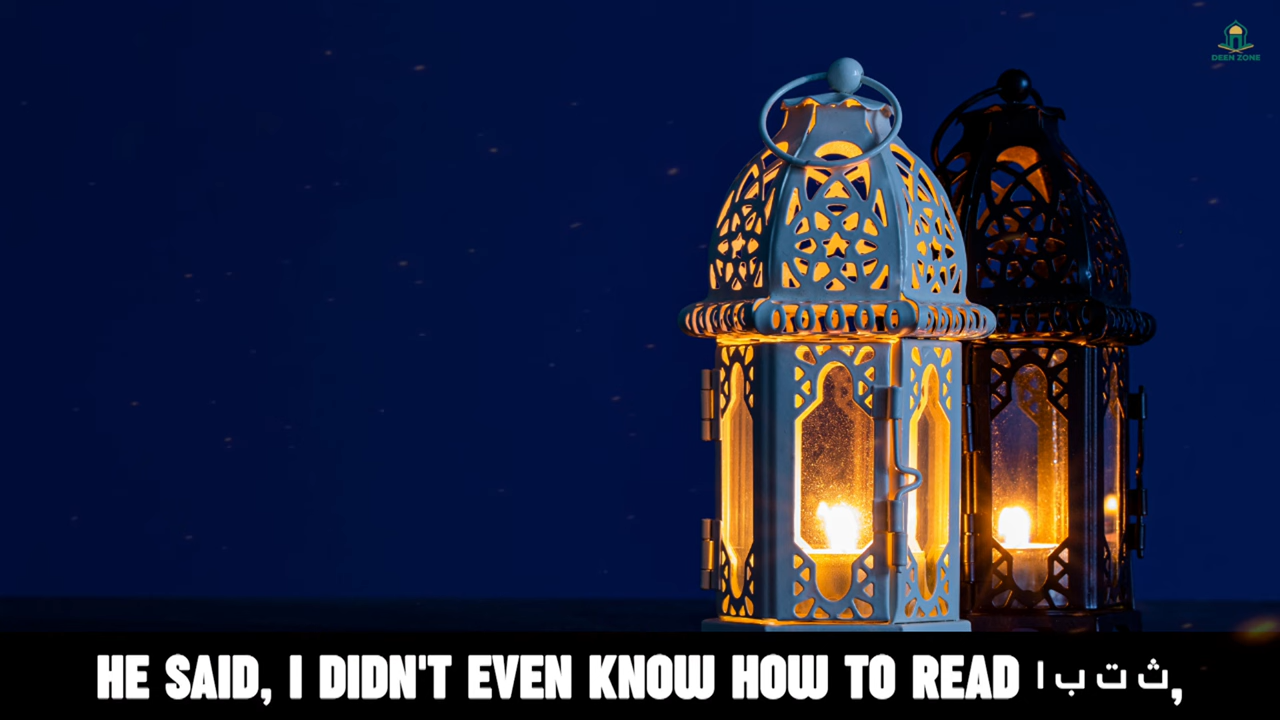 DEEN ZONE
HE SAID, I DIDN'T EVEN KNOW HOW TO READ ا ب ت ث,